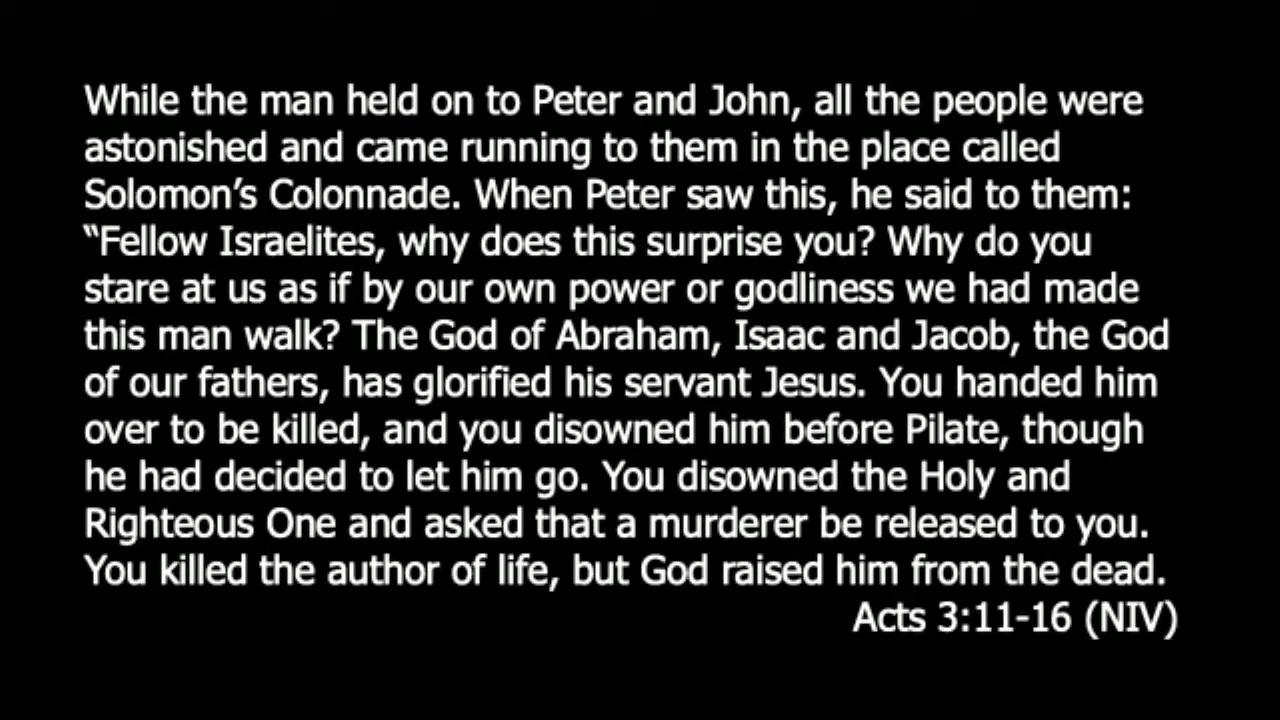 While the man held on to Peter and John, all the people were
astonished and came running to them in the place called
Solomon’s Colonnade. When Peter saw this, he said to them:
“Fellow Israelites, why does this surprise you? Why do you
stare at us as if by our own power or godliness we had made
this man walk? The God of Abraham, Isaac and Jacob, the God
of our fathers, has glorified his servant Jesus. You handed him
over to be killed, and you disowned him before Pilate, though
he had decided to let him go. You disowned the Holy and
Righteous One and asked that a murderer be released to you.
You killed the author of life, but God raised him from the dead.
Acts 3:11-16 (NIV)